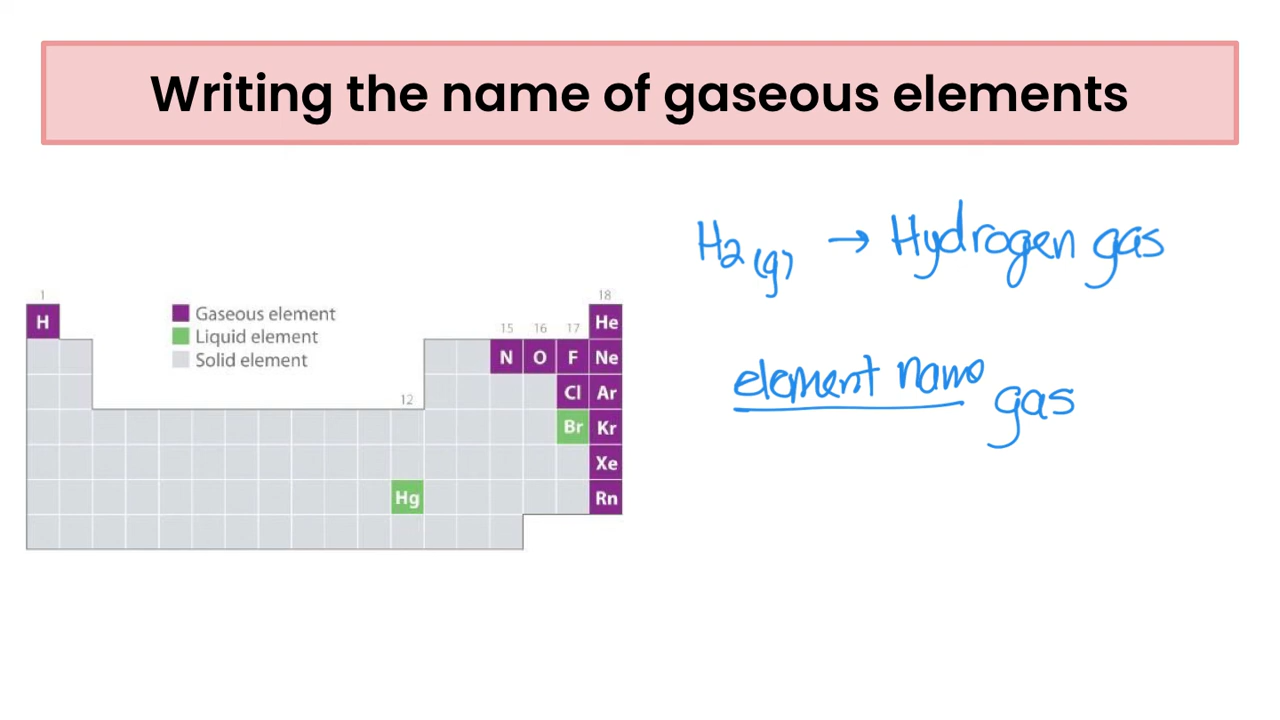 Writing the name of gaseous elements
H2(g) → Hydrogen gas
element name gas
1
18
H
Gaseous element
He
Liquid element
15 16 17
Solid element
N O F Ne
12
Cl Ar
Br Kr
Xe
Hg
Rn